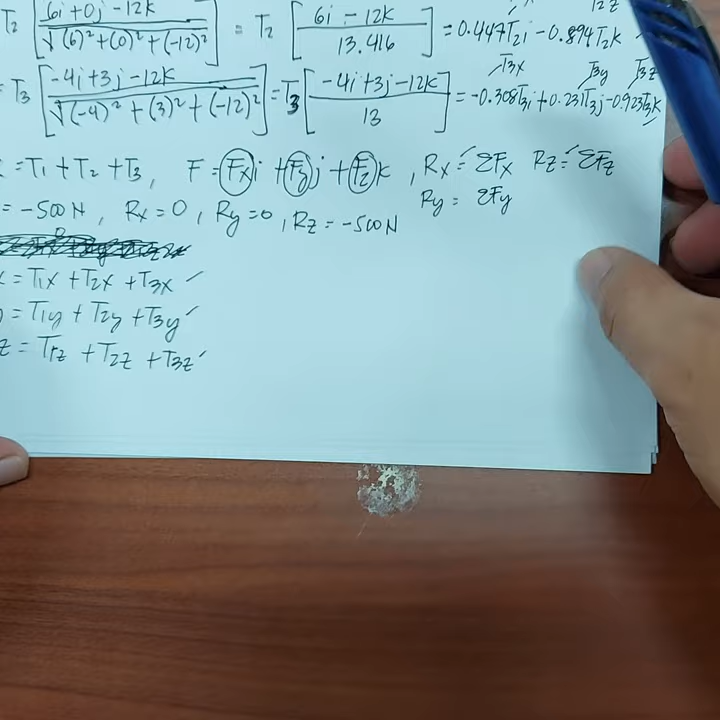 12z
T₂ [6i + 0j - 12k / √(6)² + (0)² + (-12)²] = T₂ [6i - 12k / 13.416] = 0.447T₂i - 0.894T₂k
T3x T3y T3z
= T₃ [-4i + 3j - 12k / √(-4)² + (3)² + (-12)²] = T₃ [-4i + 3j - 12k / 13] = -0.308T₃i + 0.231T₃j - 0.923T₃k
= T₁ + T₂ + T₃, F = Fxi + Fyj + Fzk, Rx = ΣFx Rz = ΣFz
Ry = ΣFy
= -500N, Rx = 0, Ry = 0, Rz = -500N
= T1x + T2x + T3x
= T1y + T2y + T3y
z = T1z + T2z + T3z